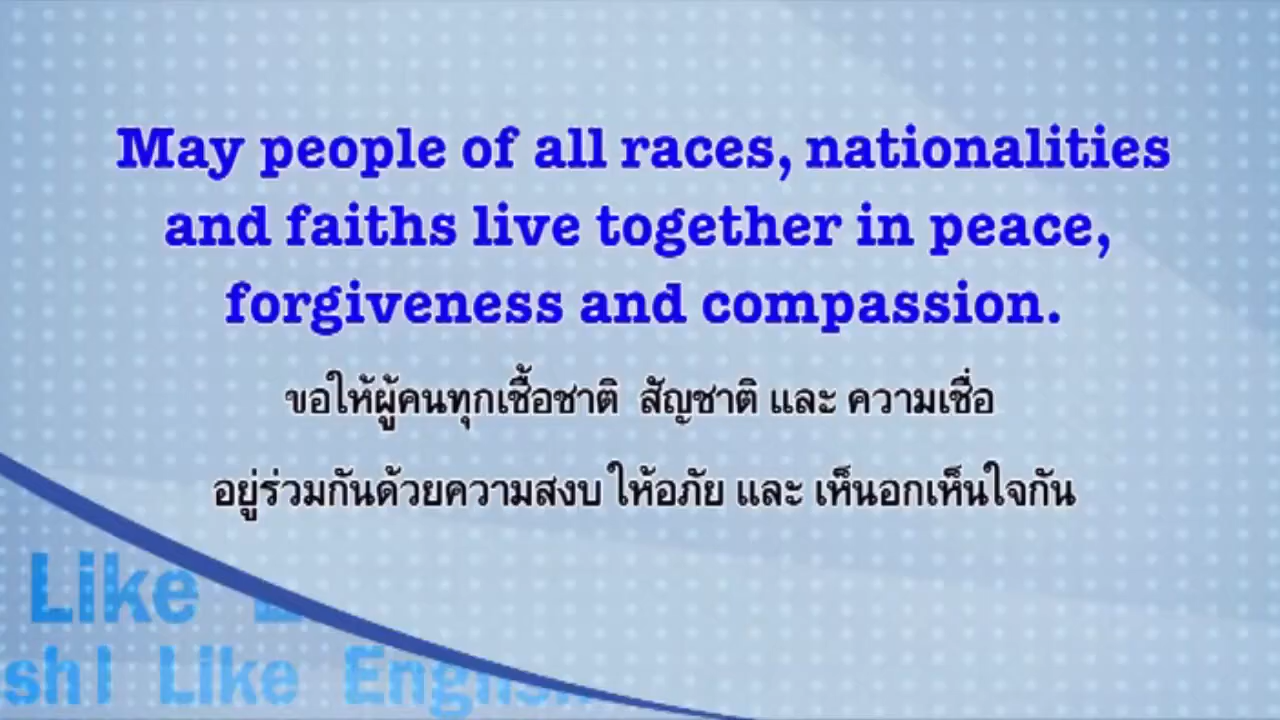 May people of all races, nationalities
and faiths live together in peace,
forgiveness and compassion.
ขอให้ผู้คนทุกเชื้อชาติ สัญชาติ และ ความเชื่อ
อยู่ร่วมกันด้วยความสงบ ให้อภัย และ เห็นอกเห็นใจกัน
Like
shI Like English